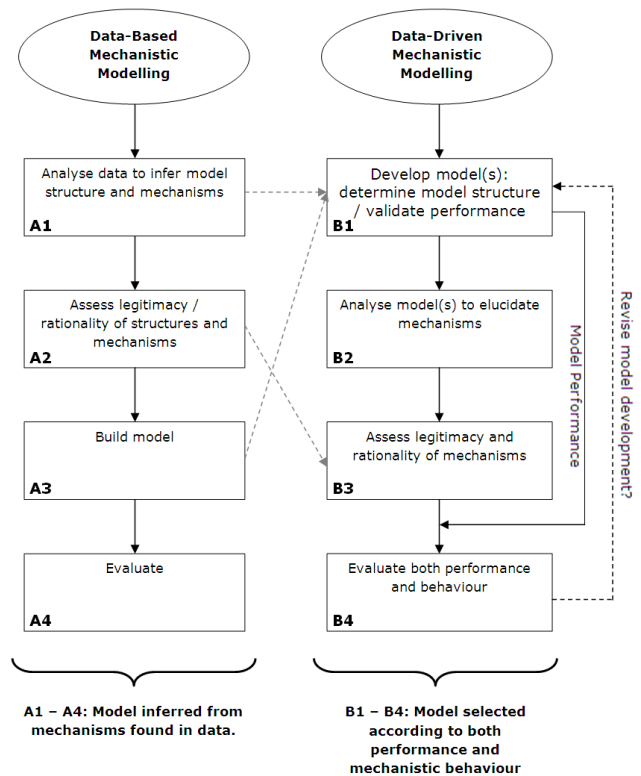 Data-Based
Mechanistic
Modelling
Analyse data to infer model
structure and mechanisms
A1
Assess legitimacy /
rationality of structures and
mechanisms
A2
Build model
A3
Evaluate
A4
A1 – A4: Model inferred from
mechanisms found in data.
Data-Driven
Mechanistic
Modelling
Develop model(s):
determine model structure
/ validate performance
B1
Analyse model(s) to elucidate
mechanisms
B2
Assess legitimacy and
rationality of mechanisms
B3
Evaluate both performance
and behaviour
B4
B1 – B4: Model selected
according to both
performance and
mechanistic behaviour
Model Performance
Revise model development?